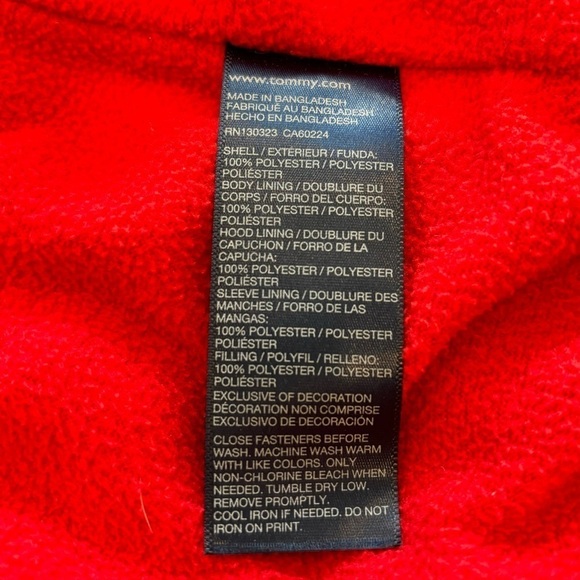 www.tommy.com
MADE IN BANGLADESH
FABRIQUÉ AU BANGLADESH
HECHO EN BANGLADESH
RN130323 CA60224
SHELL / EXTÉRIEUR / FUNDA:
100% POLYESTER / POLYESTER
POLIÉSTER
BODY LINING / DOUBLURE DU
CORPS / FORRO DEL CUERPO:
100% POLYESTER / POLYESTER
POLIÉSTER
HOOD LINING / DOUBLURE DU
CAPUCHON / FORRO DE LA
CAPUCHA:
100% POLYESTER / POLYESTER
POLIÉSTER
SLEEVE LINING / DOUBLURE DES
MANCHES / FORRO DE LAS
MANGAS:
100% POLYESTER / POLYESTER
POLIÉSTER
FILLING / POLYFIL / RELLENO:
100% POLYESTER / POLYESTER
POLIÉSTER
EXCLUSIVE OF DECORATION
DÉCORATION NON COMPRISE
EXCLUSIVO DE DECORACIÓN
CLOSE FASTENERS BEFORE
WASH. MACHINE WASH WARM
WITH LIKE COLORS. ONLY
NON-CHLORINE BLEACH WHEN
NEEDED. TUMBLE DRY LOW.
REMOVE PROMPTLY.
COOL IRON IF NEEDED. DO NOT
IRON ON PRINT.